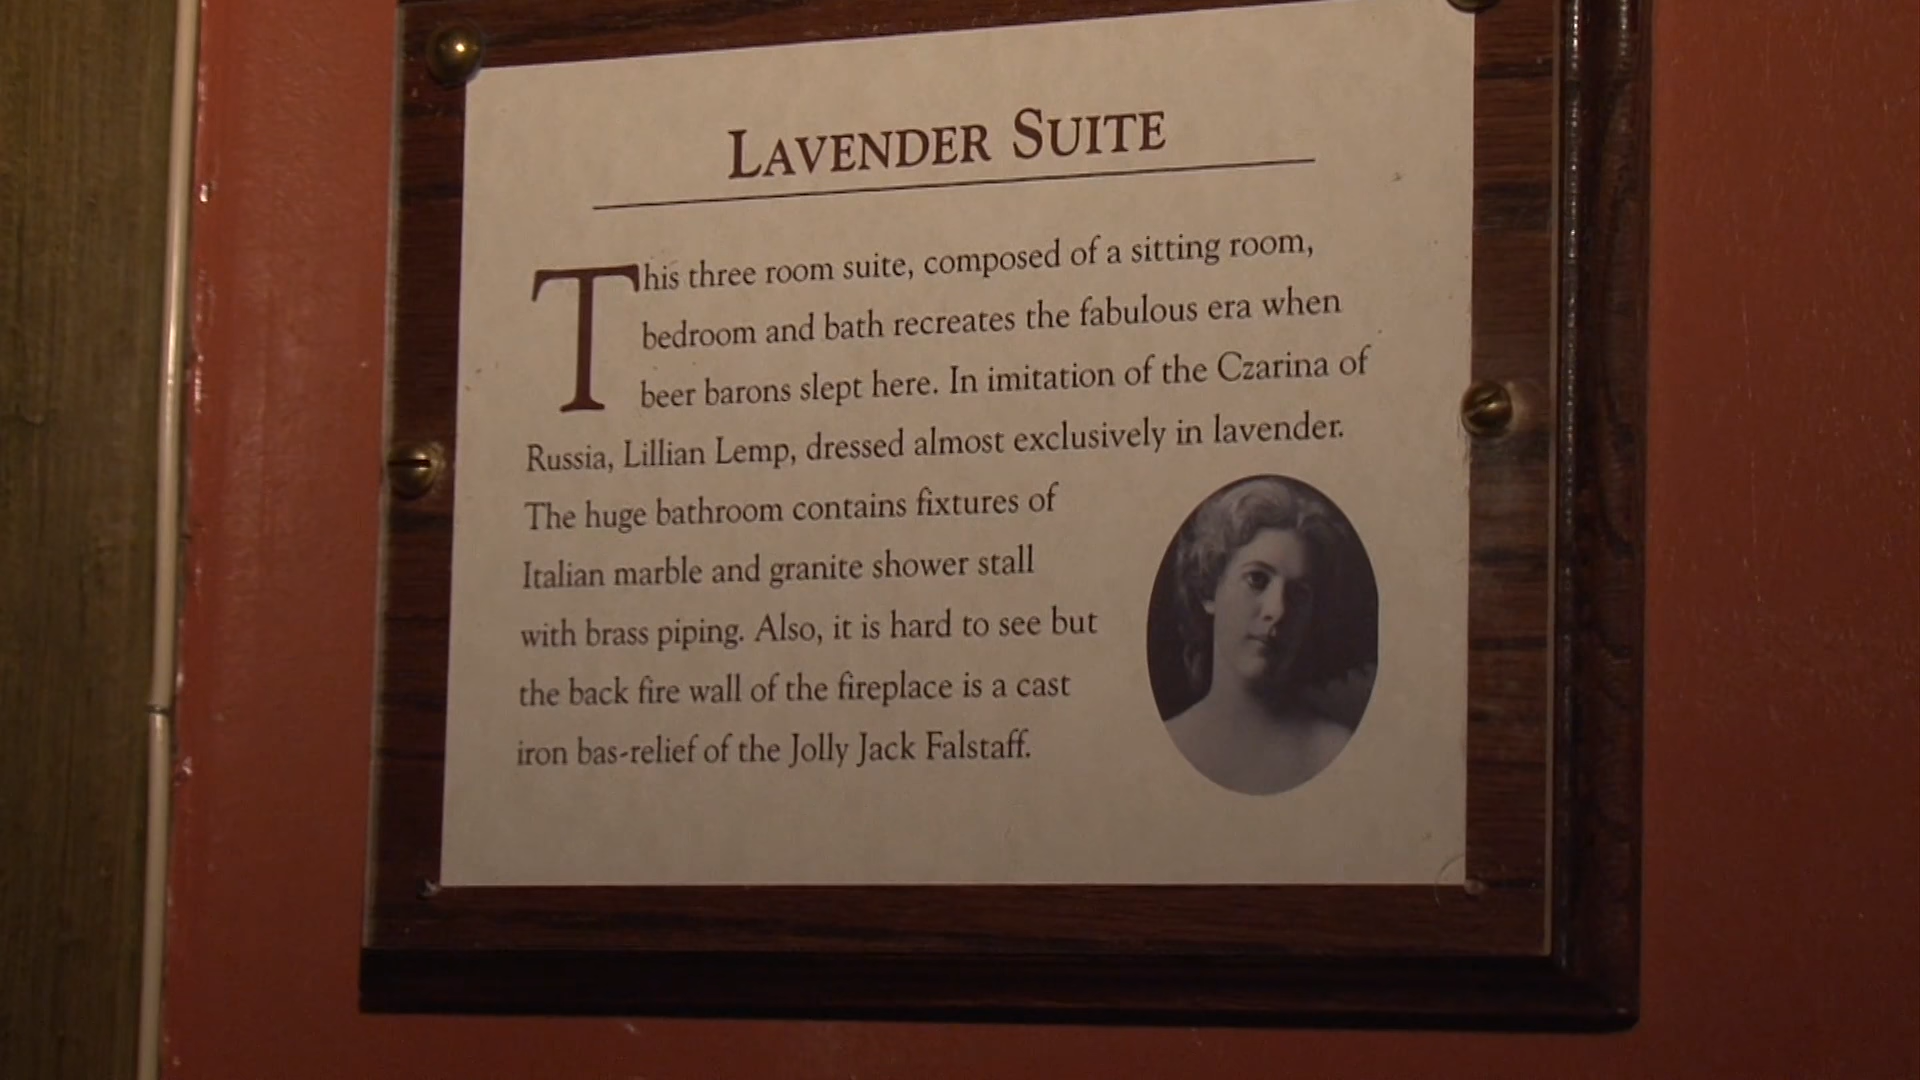 LAVENDER SUITE
This three room suite, composed of a sitting room,
bedroom and bath recreates the fabulous era when
beer barons slept here. In imitation of the Czarina of
Russia, Lillian Lemp, dressed almost exclusively in lavender.
The huge bathroom contains fixtures of
Italian marble and granite shower stall
with brass piping. Also, it is hard to see but
the back fire wall of the fireplace is a cast
iron bas-relief of the Jolly Jack Falstaff.